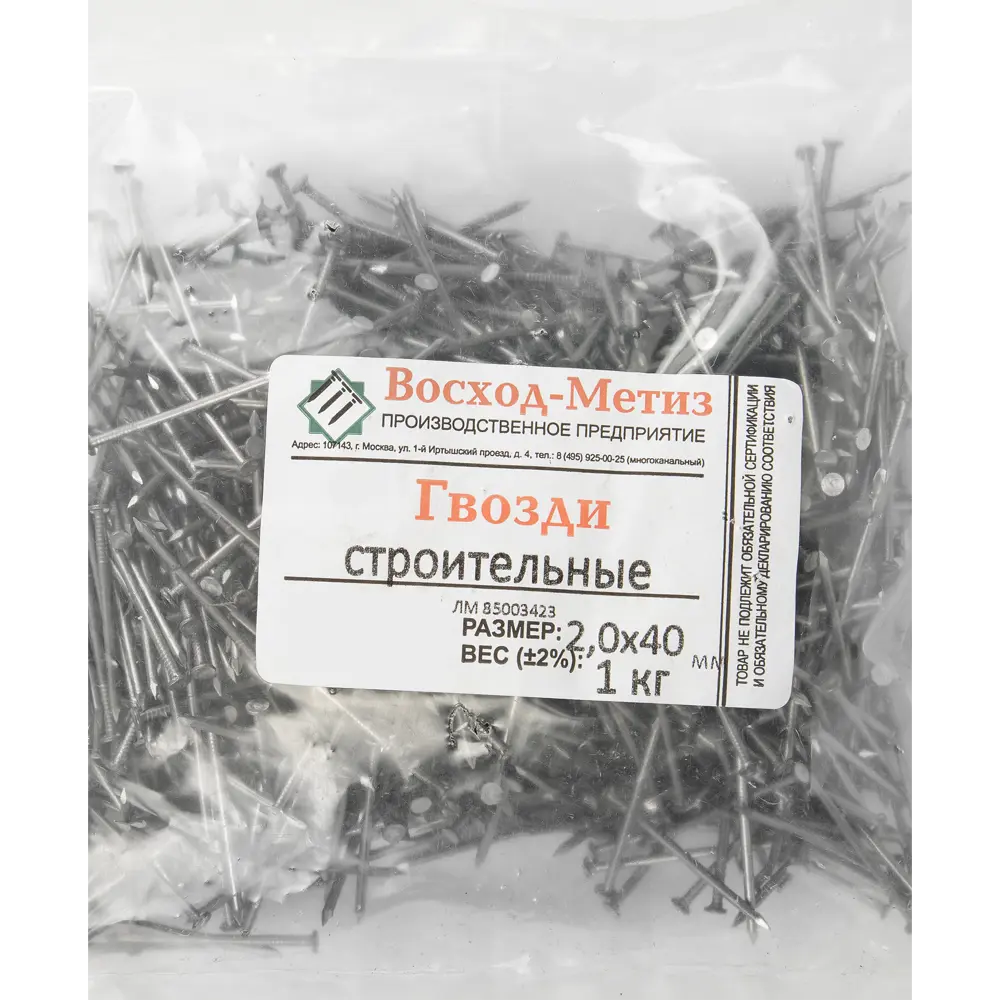 Восход-Метиз
ПРОИЗВОДСТВЕННОЕ ПРЕДПРИЯТИЕ
Адрес: 107143, г. Москва, ул. 1-й Иртышский проезд, д. 4, тел.: 8 (495) 925-00-25 (многоканальный)
Гвозди
строительные
ЛМ 85003423
РАЗМЕР: 2,0х40 мм
ВЕС (±2%): 1 кг
ТОВАР НЕ ПОДЛЕЖИТ ОБЯЗАТЕЛЬНОЙ СЕРТИФИКАЦИИ
И ОБЯЗАТЕЛЬНОМУ ДЕКЛАРИРОВАНИЮ СООТВЕТСТВИЯ